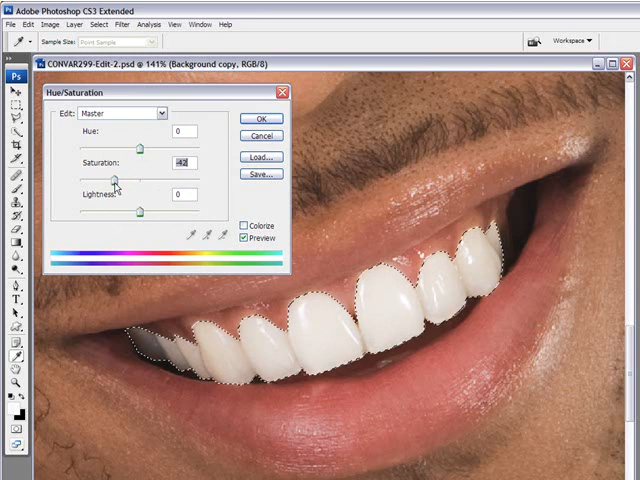 Adobe Photoshop CS3 Extended
File Edit Image Layer Select Filter Analysis View Window Help
Sample Size: Point Sample
Workspace
Ps
CONVAR299-Edit-2.psd @ 141% (Background copy, RGB/8)
Hue/Saturation
Edit: Master
Hue: 0
Saturation: -42
Lightness: 0
OK
Cancel
Load...
Save...
Colorize
Preview